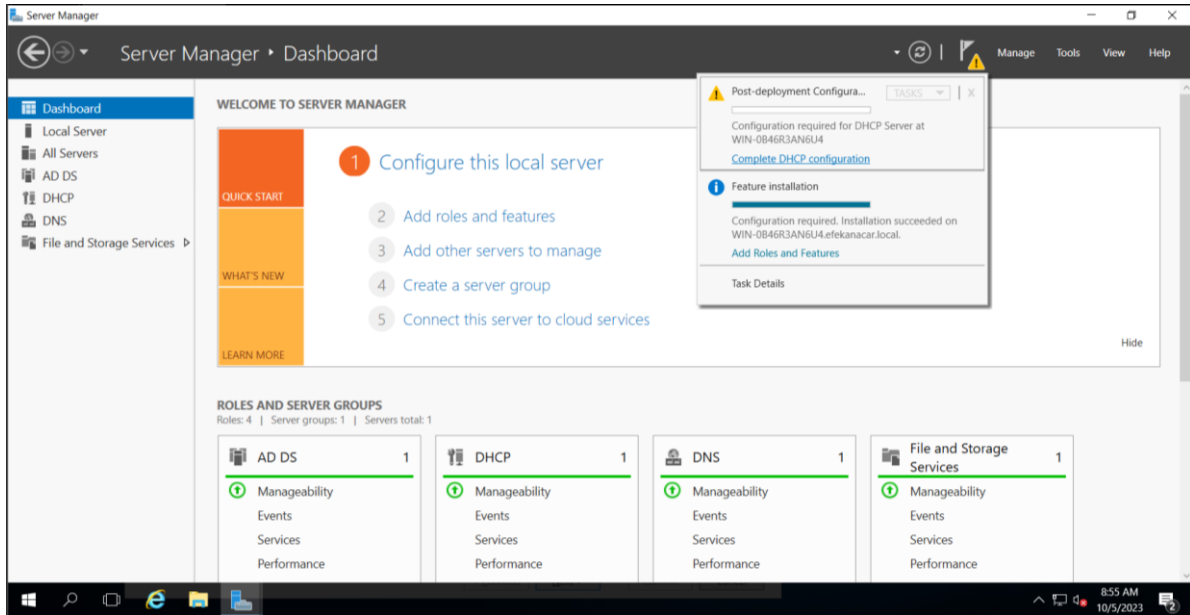 Server Manager
Server Manager • Dashboard
Manage Tools View Help
Dashboard
Local Server
All Servers
AD DS
DHCP
DNS
File and Storage Services
WELCOME TO SERVER MANAGER
QUICK START
WHAT'S NEW
LEARN MORE
1 Configure this local server
2 Add roles and features
3 Add other servers to manage
4 Create a server group
5 Connect this server to cloud services
Hide
Post-deployment Configura... TASKS X
Configuration required for DHCP Server at
WIN-0B46R3AN6U4
Complete DHCP configuration
Feature installation
Configuration required. Installation succeeded on
WIN-0B46R3AN6U4.efekanacar.local.
Add Roles and Features
Task Details
ROLES AND SERVER GROUPS
Roles: 4 | Server groups: 1 | Servers total: 1
AD DS 1
Manageability
Events
Services
Performance
DHCP 1
Manageability
Events
Services
Performance
DNS 1
Manageability
Events
Services
Performance
File and Storage
Services 1
Manageability
Events
Services
Performance
8:55 AM
10/5/2023
2